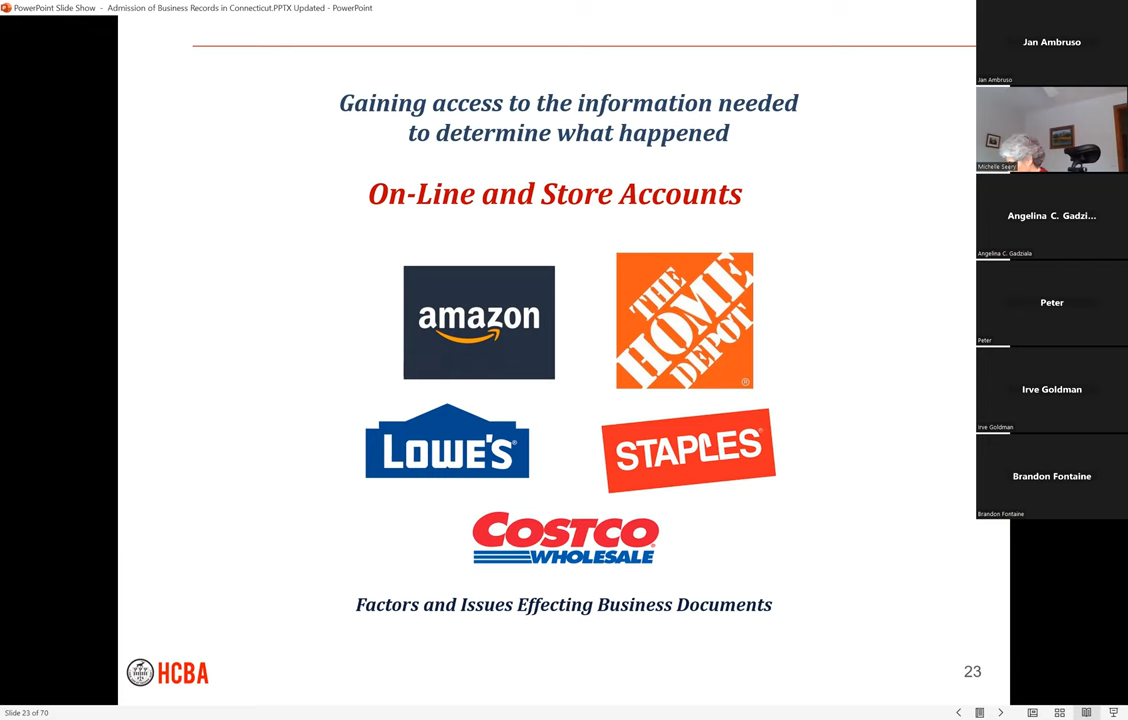 PowerPoint Slide Show - Admission of Business Records in Connecticut.PPTX Updated - PowerPoint
Gaining access to the information needed
to determine what happened
On-Line and Store Accounts
amazon
THE
HOME
DEPOT
®
LOWE'S®
STAPLES®
COSTCO®
WHOLESALE
Factors and Issues Effecting Business Documents
HCBA
23
Slide 23 of 70
Jan Ambruso
Jan Ambruso
Michelle Seery
Angelina C. Gadzi...
Angelina C. Gadziala
Peter
Peter
Irve Goldman
Irve Goldman
Brandon Fontaine
Brandon Fontaine